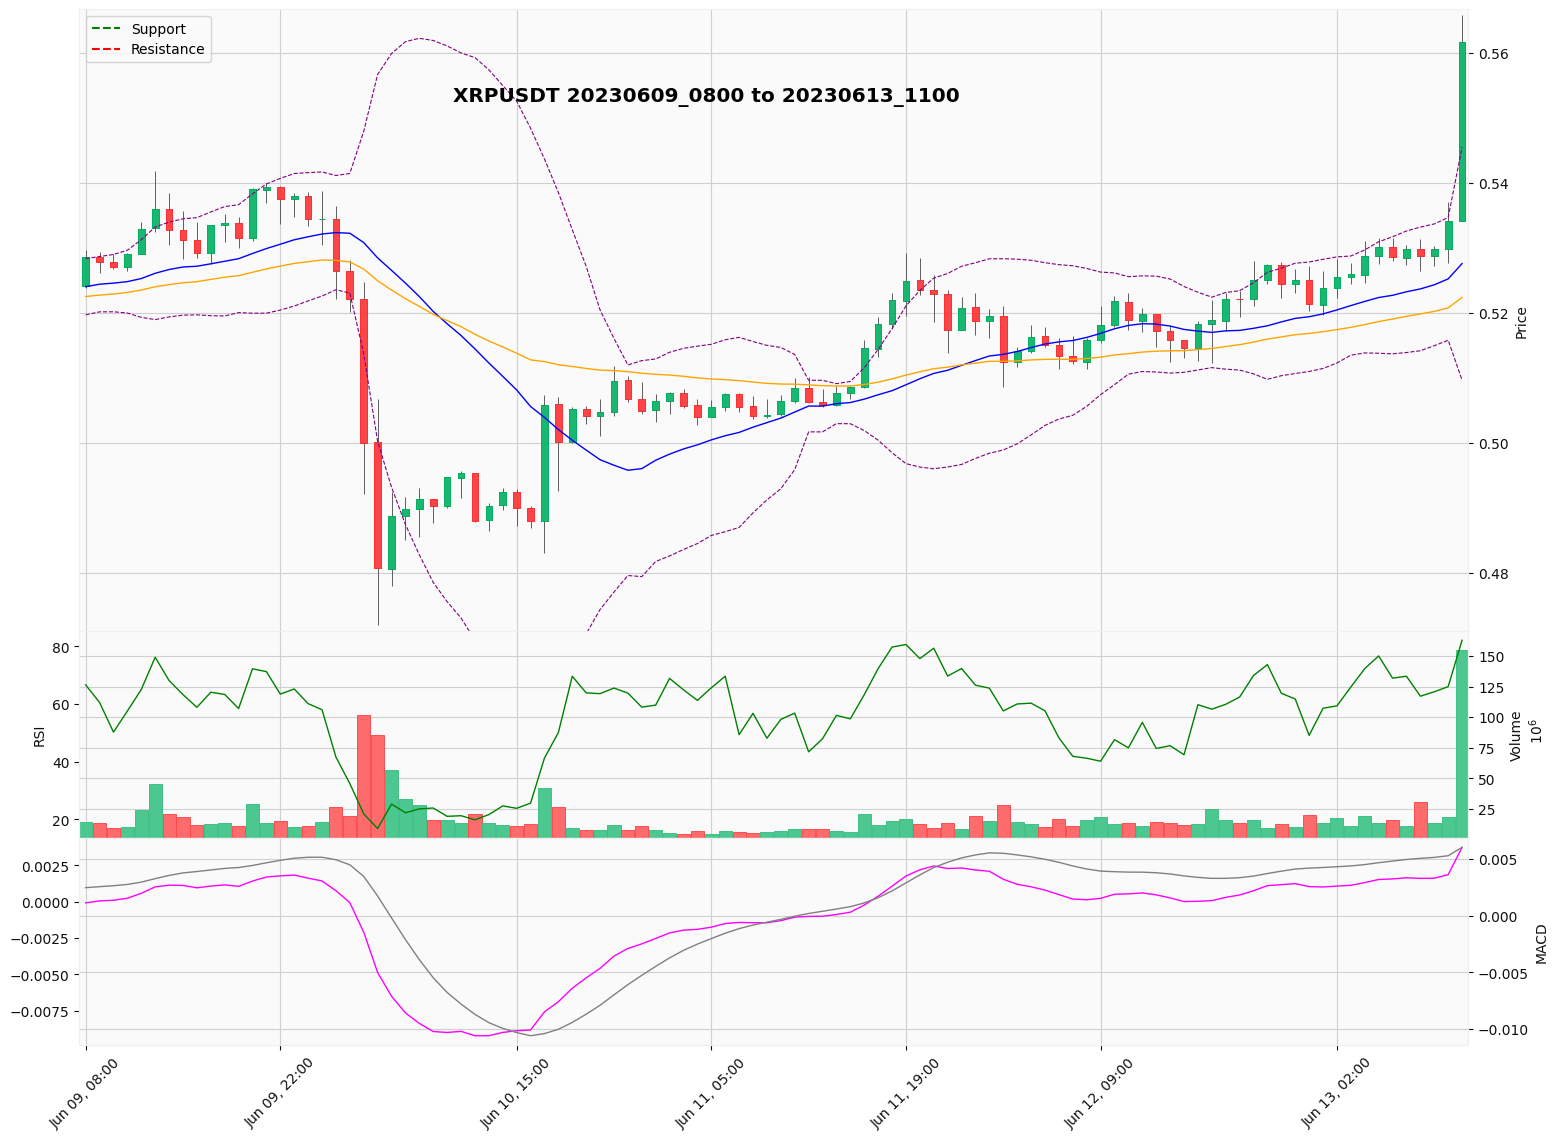 Support
Resistance
XRPUSDT 20230609_0800 to 20230613_1100
0.56
0.54
0.52
0.50
0.48
Price
80
60
40
20
RSI
150
125
100
75
50
25
Volume
10^6
0.0025
0.0000
−0.0025
−0.0050
−0.0075
0.005
0.000
−0.005
−0.010
MACD
Jun 09, 08:00
Jun 09, 22:00
Jun 10, 15:00
Jun 11, 05:00
Jun 11, 19:00
Jun 12, 09:00
Jun 13, 02:00